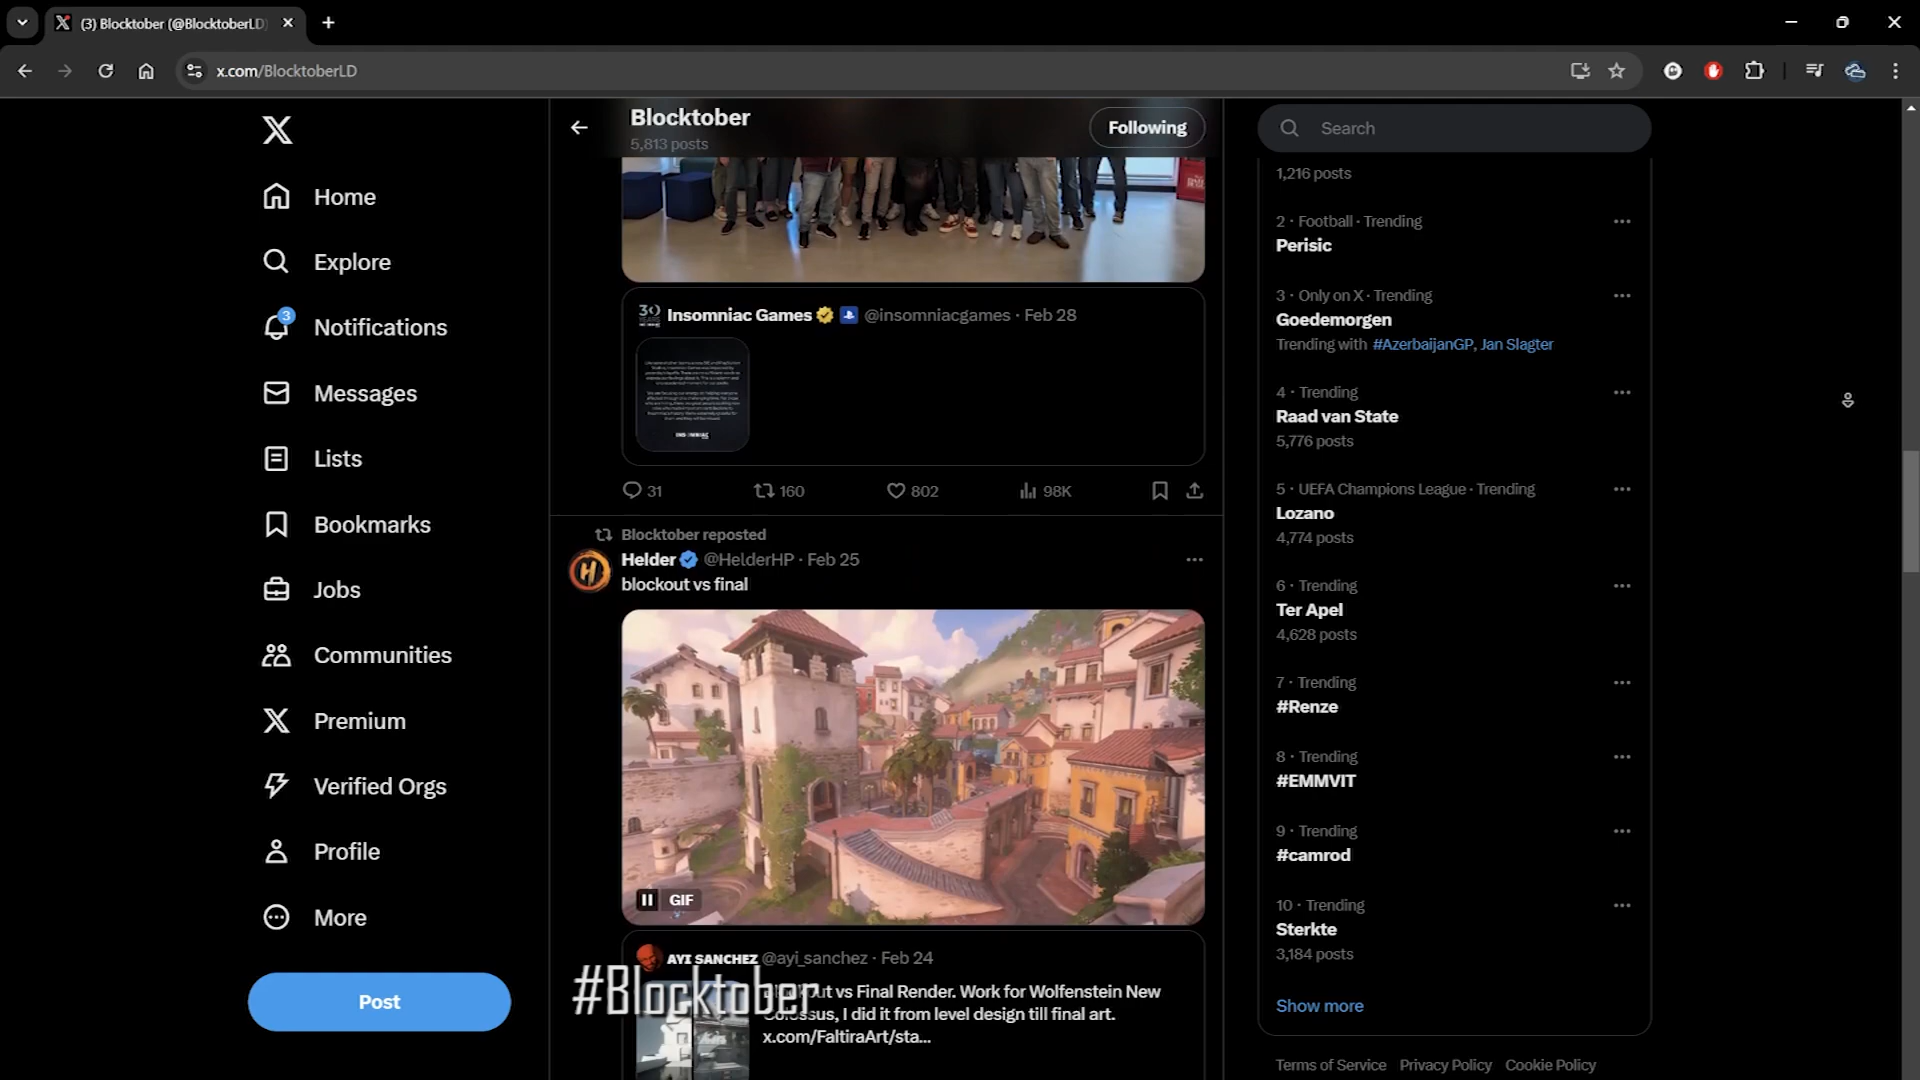 (3) Blocktober (@BlocktoberLD)
x.com/BlocktoberLD
Home
Explore
3
Notifications
Messages
Lists
Bookmarks
Jobs
Communities
Premium
Verified Orgs
Profile
More
Post
Blocktober
5,813 posts
Following
Insomniac Games @insomniacgames · Feb 28
31 160 802 98K
Blocktober reposted
Helder @HelderHP · Feb 25
blockout vs final
GIF
AYI SANCHEZ @ayi_sanchez · Feb 24
vs Final Render. Work for Wolfenstein New
Colossus, I did it from level design till final art.
x.com/FaltiraArt/sta...
#Blocktober
Search
1,216 posts
2 · Football · Trending
Perisic
3 · Only on X · Trending
Goedemorgen
Trending with #AzerbaijanGP, Jan Slagter
4 · Trending
Raad van State
5,776 posts
5 · UEFA Champions League · Trending
Lozano
4,774 posts
6 · Trending
Ter Apel
4,628 posts
7 · Trending
#Renze
8 · Trending
#EMMVIT
9 · Trending
#camrod
10 · Trending
Sterkte
3,184 posts
Show more
Terms of Service Privacy Policy Cookie Policy